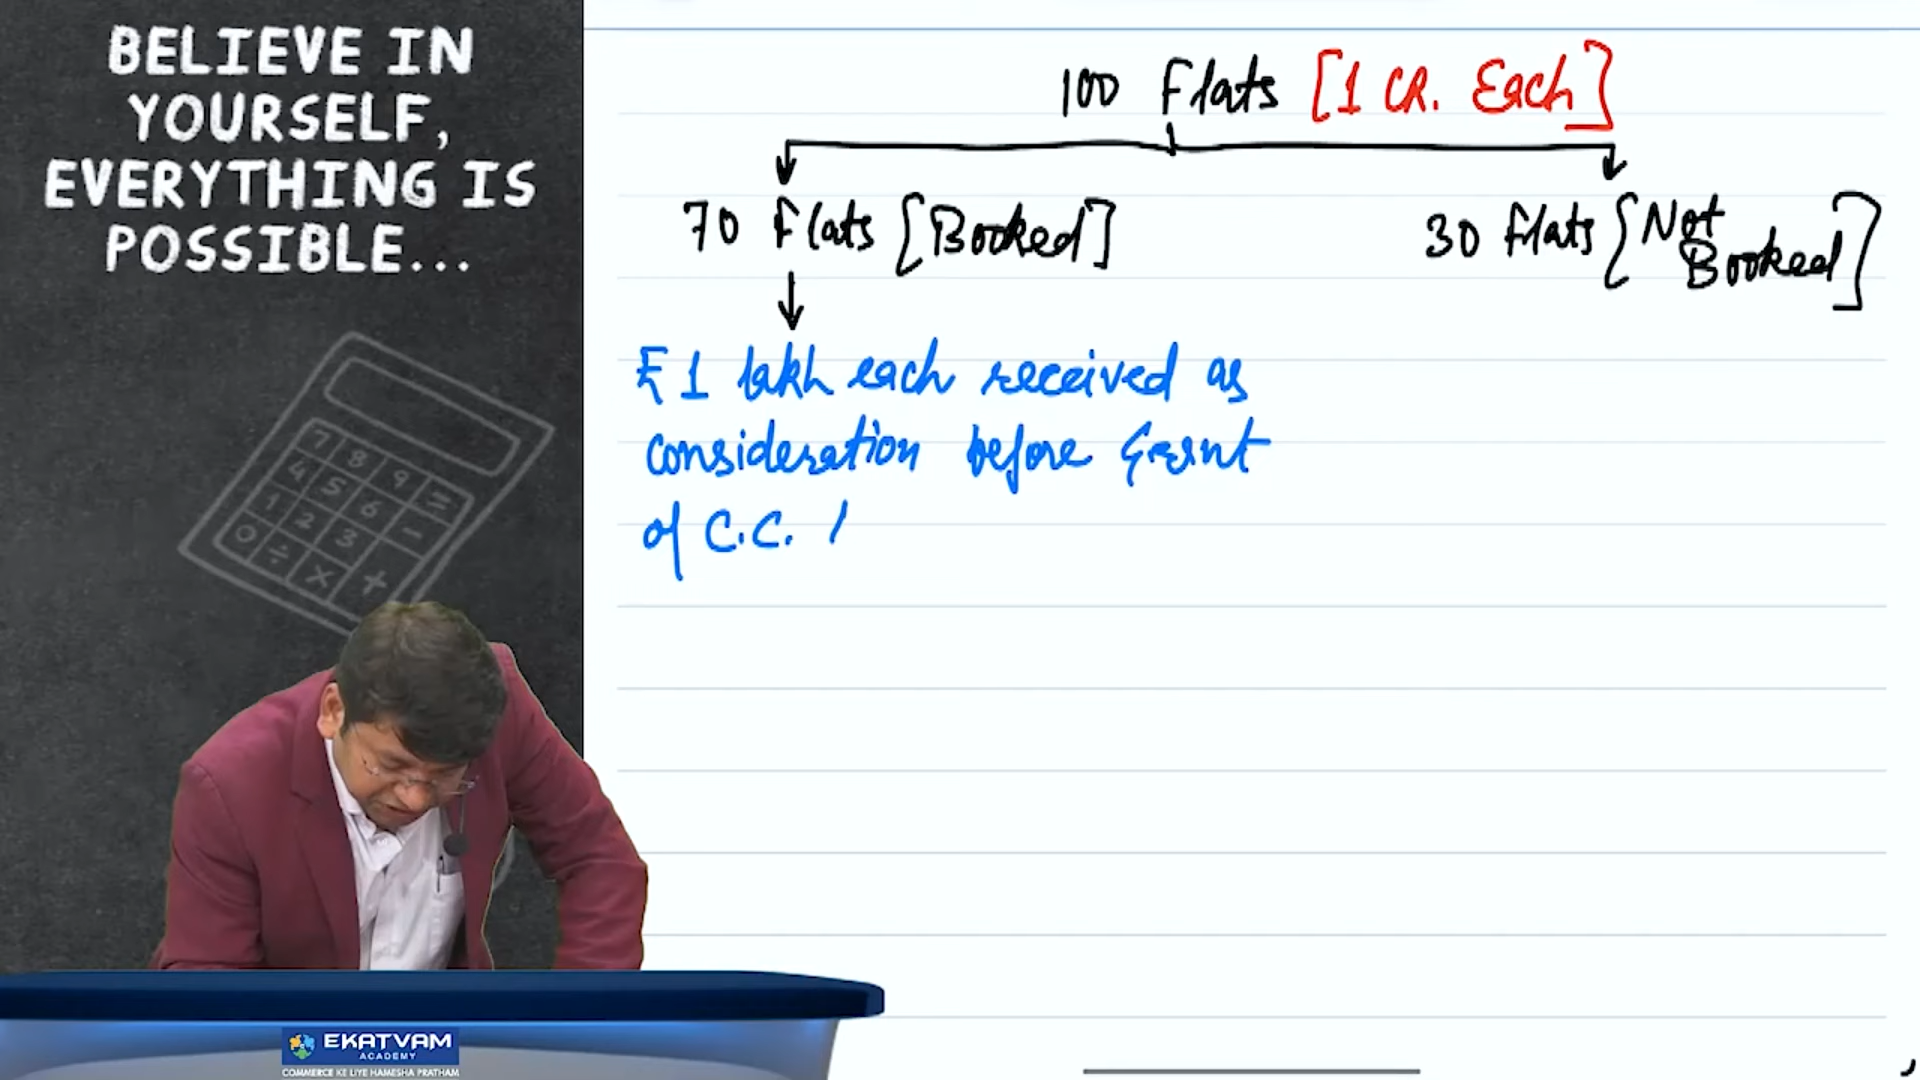 BELIEVE IN
YOURSELF,
EVERYTHING IS
POSSIBLE...
100 Flats [1 CR. Each]
70 Flats [Booked]
30 Flats [Not Booked]
₹1 lakh each received as
consideration before Grant
of C.C. /
7 8 9 =
4 5 6 -
1 2 3
0 ÷ × +
EKATVAM
ACADEMY
COMMERCE KE LIYE HAMESHA PRATHAM